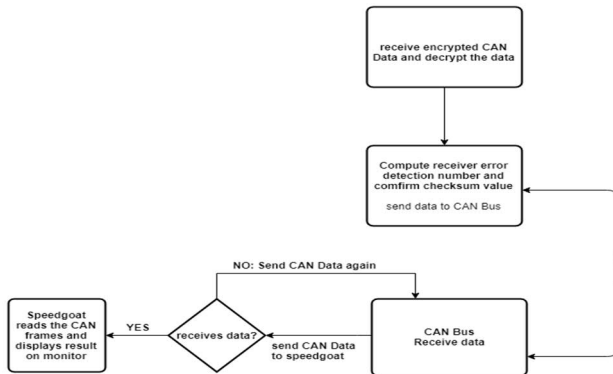 receive encrypted CAN
Data and decrypt the data
Compute receiver error
detection number and
comfirm checksum value
send data to CAN Bus
NO: Send CAN Data again
Speedgoat
reads the CAN
frames and
displays result
on monitor
YES
receives data?
send CAN Data
to speedgoat
CAN Bus
Receive data